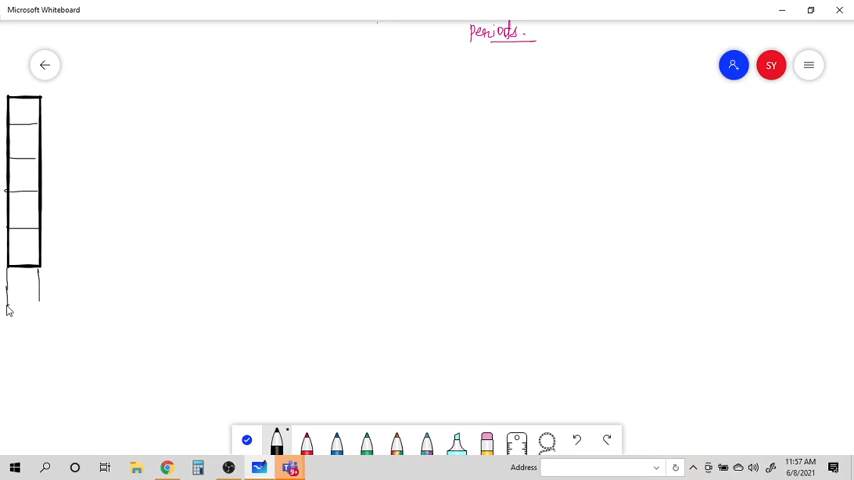 Microsoft Whiteboard
periods.
SY
Address
11:57 AM
6/8/2021